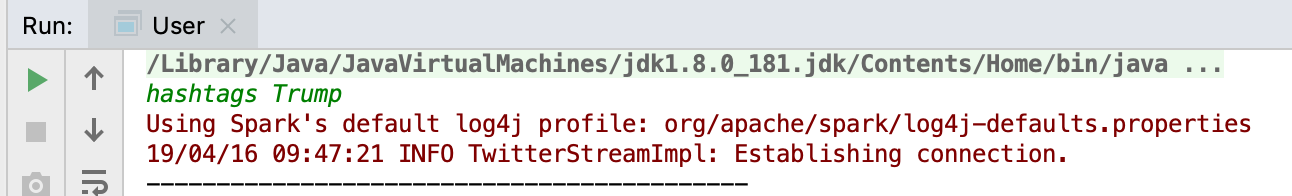 Run: User
/Library/Java/JavaVirtualMachines/jdk1.8.0_181.jdk/Contents/Home/bin/java ...
hashtags Trump
Using Spark's default log4j profile: org/apache/spark/log4j-defaults.properties
19/04/16 09:47:21 INFO TwitterStreamImpl: Establishing connection.
-------------------------------------------